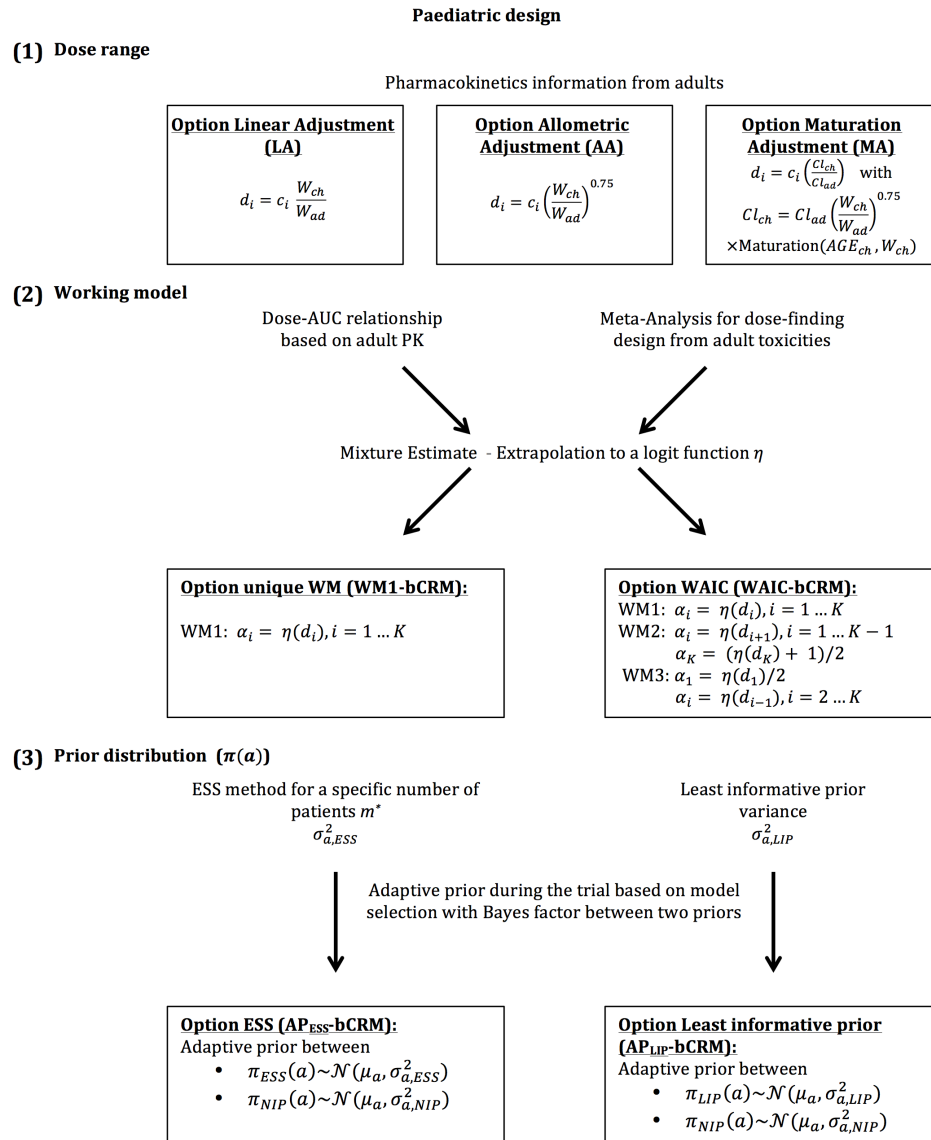 Paediatric design
(1) Dose range
Pharmacokinetics information from adults
Option Linear Adjustment
(LA)
d_i = c_i W_ch / W_ad
Option Allometric
Adjustment (AA)
d_i = c_i (W_ch / W_ad)^0.75
Option Maturation
Adjustment (MA)
d_i = c_i (Cl_ch / Cl_ad) with
Cl_ch = Cl_ad (W_ch / W_ad)^0.75
×Maturation(AGE_ch, W_ch)
(2) Working model
Dose-AUC relationship
based on adult PK
Meta-Analysis for dose-finding
design from adult toxicities
Mixture Estimate - Extrapolation to a logit function η
Option unique WM (WM1-bCRM):
WM1: α_i = η(d_i), i = 1 … K
Option WAIC (WAIC-bCRM):
WM1: α_i = η(d_i), i = 1 … K
WM2: α_i = η(d_{i+1}), i = 1 … K − 1
α_K = (η(d_K) + 1)/2
WM3: α_1 = η(d_1)/2
α_i = η(d_{i−1}), i = 2 … K
(3) Prior distribution (π(a))
ESS method for a specific number of
patients m*
σ²_{a,ESS}
Least informative prior
variance
σ²_{a,LIP}
Adaptive prior during the trial based on model
selection with Bayes factor between two priors
Option ESS (AP_ESS-bCRM):
Adaptive prior between
• π_ESS(a)~𝒩(μ_a, σ²_{a,ESS})
• π_NIP(a)~𝒩(μ_a, σ²_{a,NIP})
Option Least informative prior
(AP_LIP-bCRM):
Adaptive prior between
• π_LIP(a)~𝒩(μ_a, σ²_{a,LIP})
• π_NIP(a)~𝒩(μ_a, σ²_{a,NIP})